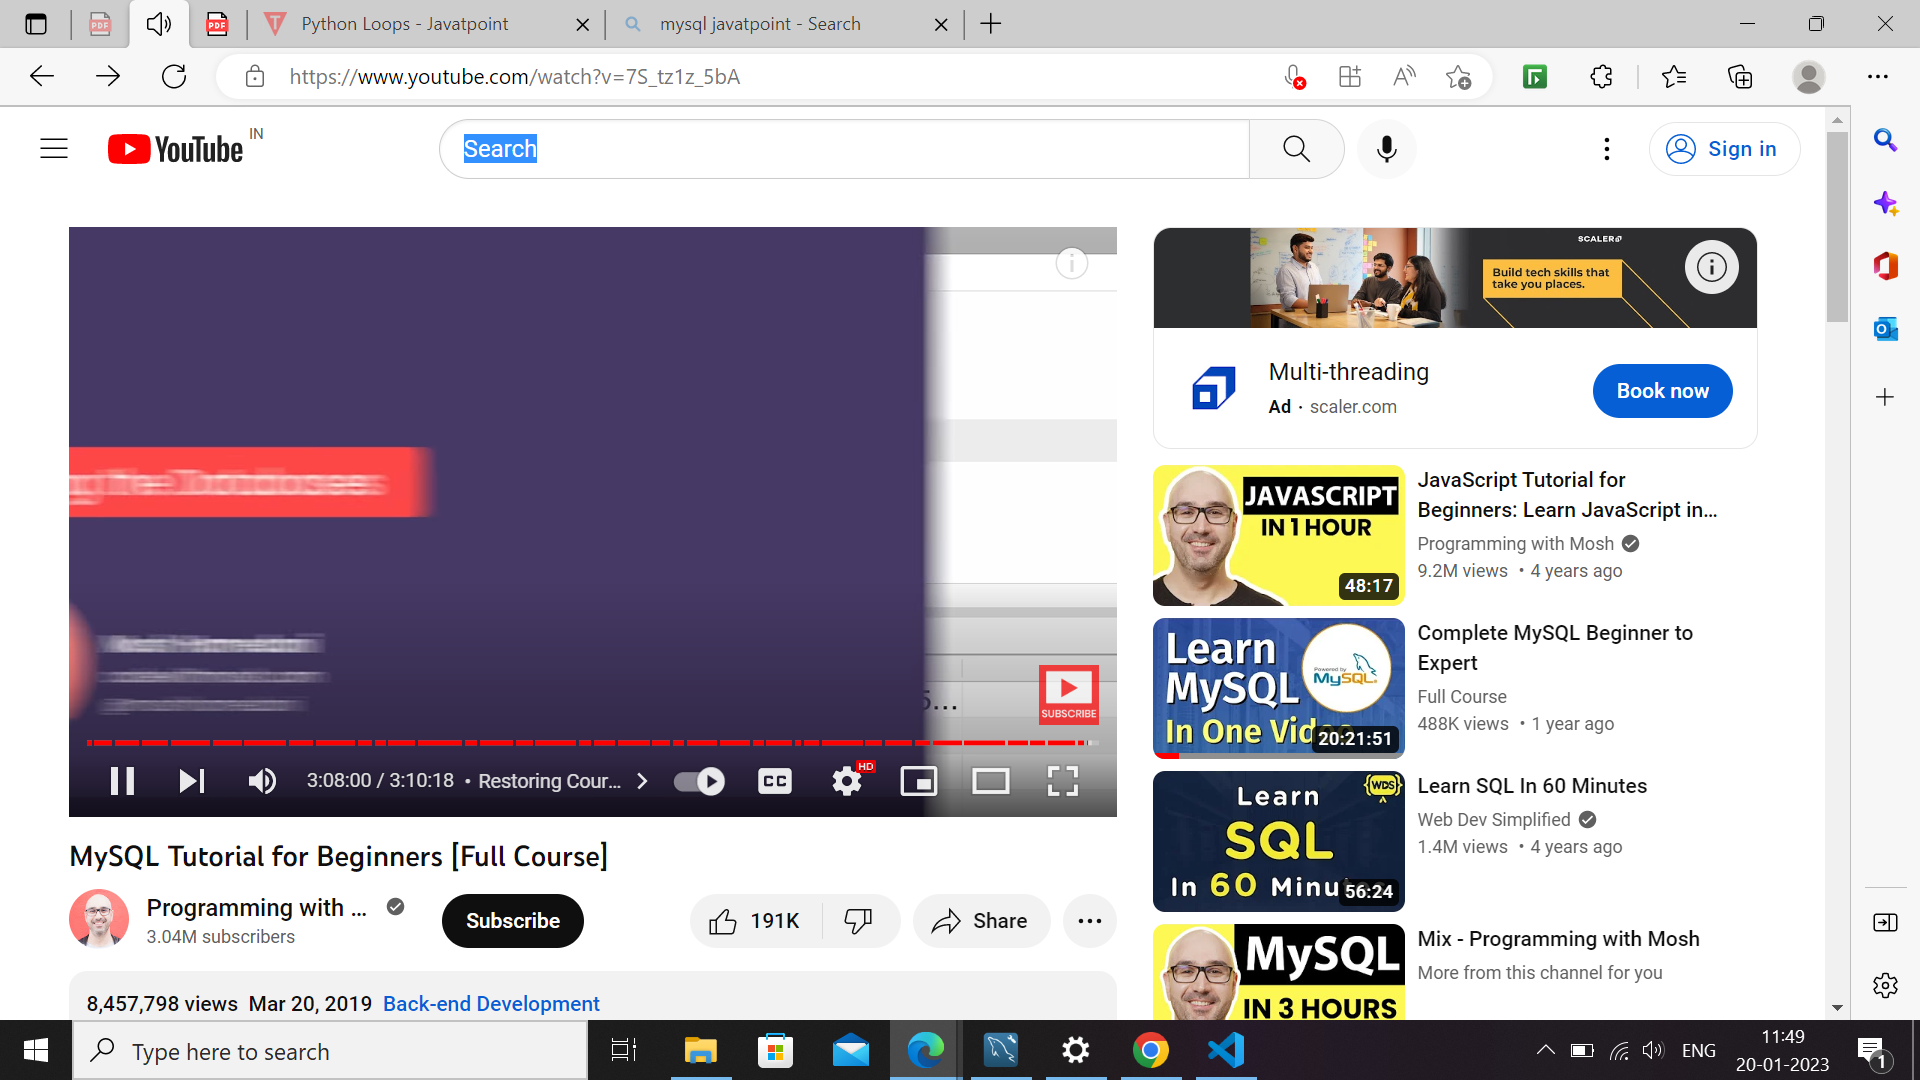 Python Loops - Javatpoint
mysql javatpoint - Search
https://www.youtube.com/watch?v=7S_tz1z_5bA
YouTube IN
Search
Sign in
SCALER
Build tech skills that
take you places.
Multi-threading
Ad · scaler.com
Book now
SUBSCRIBE
3:08:00 / 3:10:18 • Restoring Cour...
HD
CC
MySQL Tutorial for Beginners [Full Course]
Programming with ...
3.04M subscribers
Subscribe
191K
Share
8,457,798 views Mar 20, 2019 Back-end Development
JAVASCRIPT
IN 1 HOUR
48:17
JavaScript Tutorial for
Beginners: Learn JavaScript in...
Programming with Mosh
9.2M views • 4 years ago
Learn
MySQL
In One Video
Powered by
MySQL
20:21:51
Complete MySQL Beginner to
Expert
Full Course
488K views • 1 year ago
WDS
Learn
SQL
In 60 Minutes
56:24
Learn SQL In 60 Minutes
Web Dev Simplified
1.4M views • 4 years ago
MySQL
IN 3 HOURS
Mix - Programming with Mosh
More from this channel for you
Type here to search
ENG
11:49
20-01-2023
1